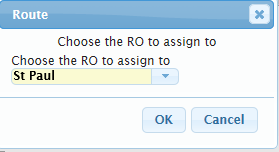 Route
Choose the RO to assign to
Choose the RO to assign to
St Paul
OK Cancel